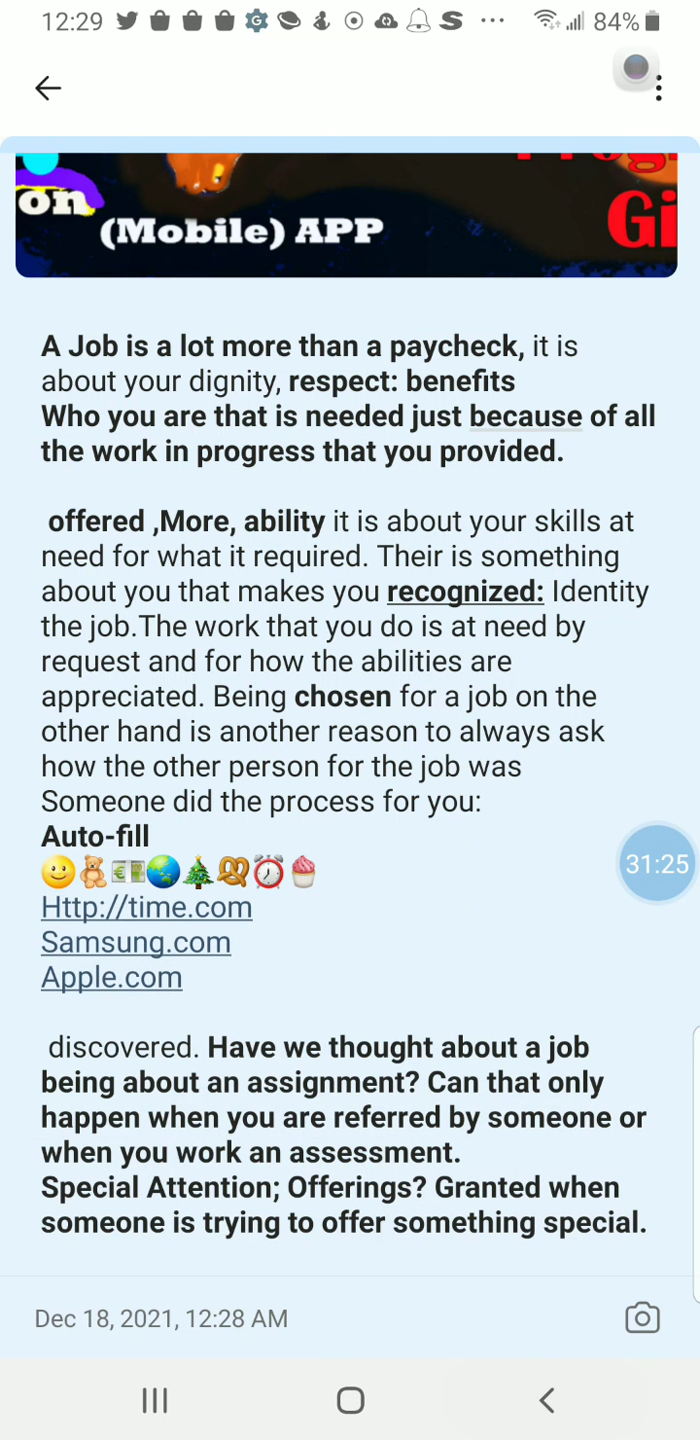 12:29
84%
on
(Mobile) APP
Gi
A Job is a lot more than a paycheck, it is
about your dignity, respect: benefits
Who you are that is needed just because of all
the work in progress that you provided.
offered ,More, ability it is about your skills at
need for what it required. Their is something
about you that makes you recognized: Identity
the job.The work that you do is at need by
request and for how the abilities are
appreciated. Being chosen for a job on the
other hand is another reason to always ask
how the other person for the job was
Someone did the process for you:
Auto-fill
31:25
Http://time.com
Samsung.com
Apple.com
discovered. Have we thought about a job
being about an assignment? Can that only
happen when you are referred by someone or
when you work an assessment.
Special Attention; Offerings? Granted when
someone is trying to offer something special.
Dec 18, 2021, 12:28 AM